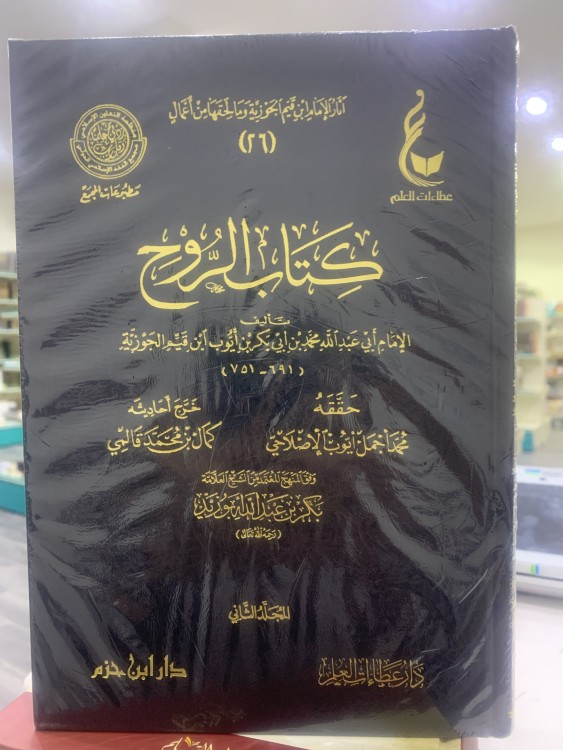 آثار الإمام ابن قيم الجوزية وما لحقها من أعمال
(٢٦)
عطاءات العلم
مطبوعات المجمع
كتاب الروح
تأليف
الإمام أبي عبد الله محمد بن أبي بكر بن أيوب ابن قيم الجوزية
(٦٩١ - ٧٥١)
حققه
محمد أجمل أيوب الإصلاحي
خرج أحاديثه
كمال بن محمد قالمي
وفق المنهج المعتمد من الشيخ العلامة
بكر بن عبد الله أبو زيد
(رحمه الله تعالى)
المجلد الثاني
دار عطاءات العلم
دار ابن حزم